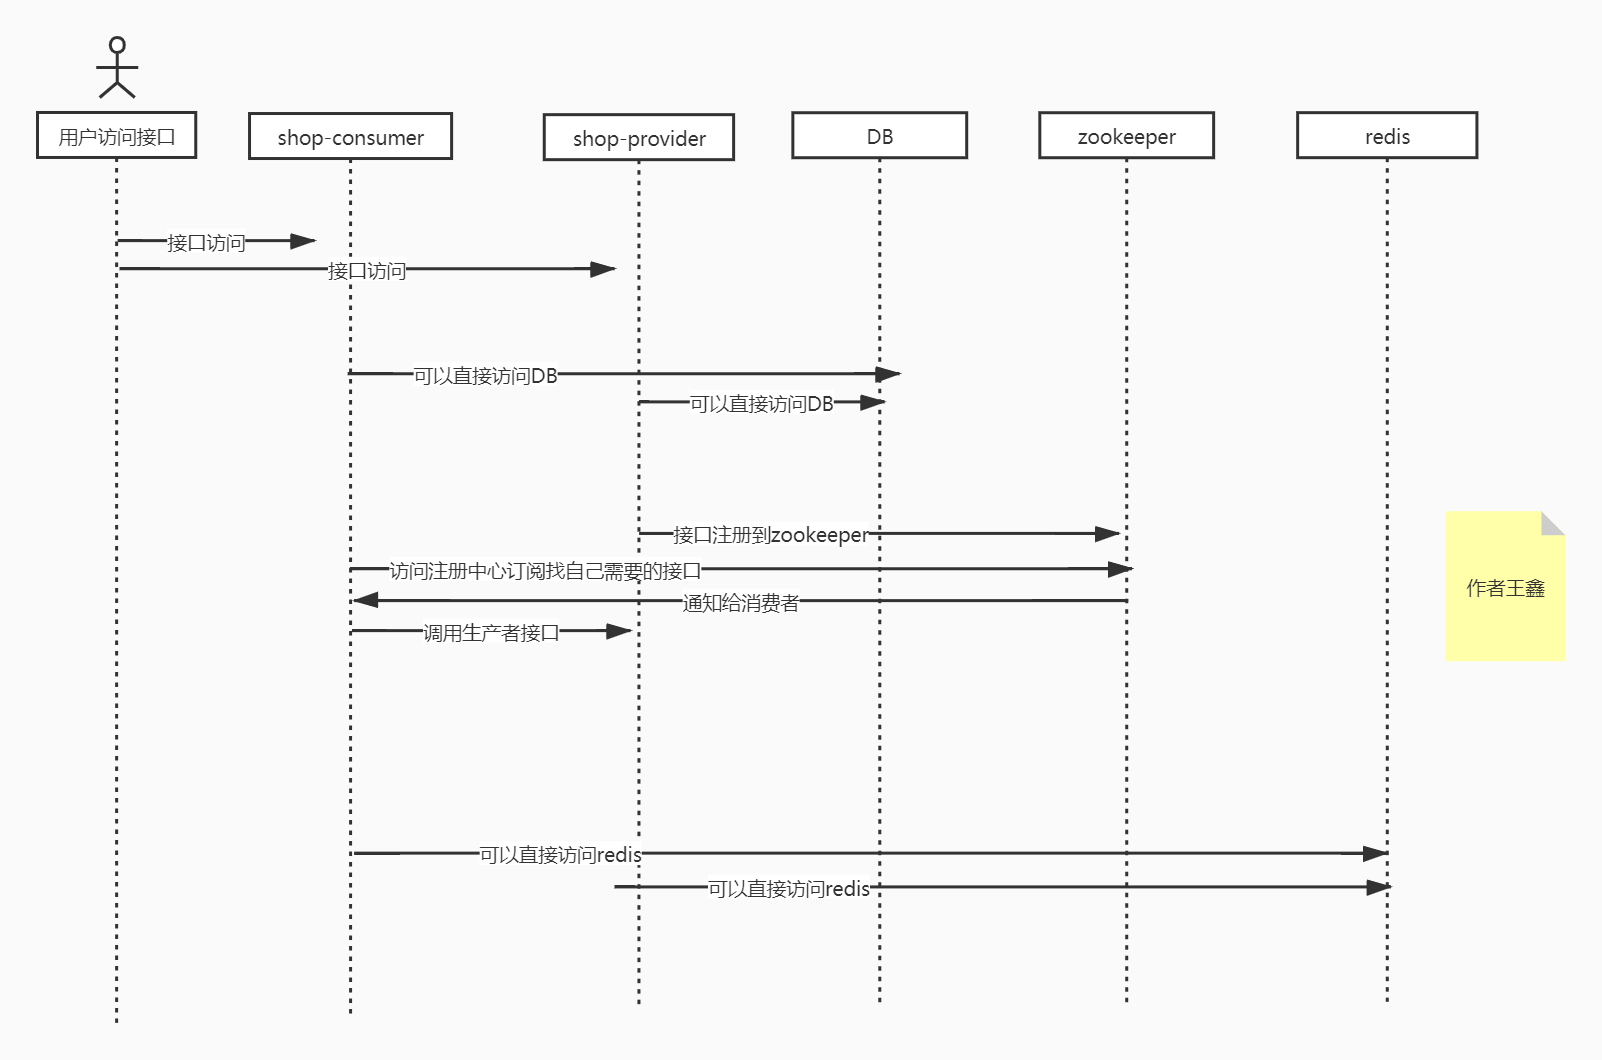 用户访问接口
shop-consumer
shop-provider
DB
zookeeper
redis
接口访问
接口访问
可以直接访问DB
可以直接访问DB
接口注册到zookeeper
访问注册中心订阅找自己需要的接口
通知给消费者
调用生产者接口
作者王鑫
可以直接访问redis
可以直接访问redis